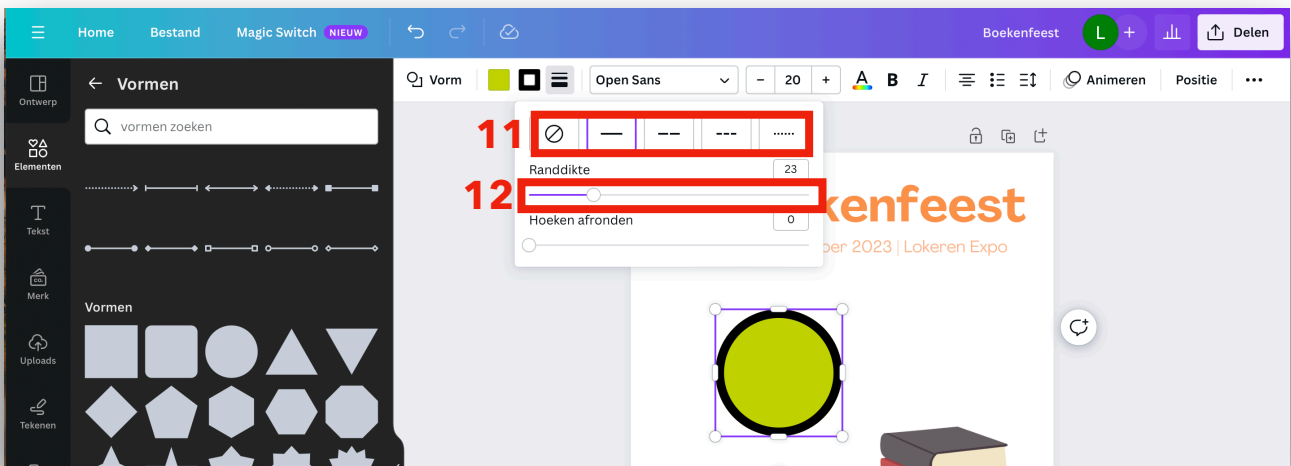 Home Bestand Magic Switch NIEUW Boekenfeest L + Delen
Ontwerp
Elementen
Tekst
CO.
Merk
Uploads
Tekenen
Vormen
vormen zoeken
Vormen
Vorm Open Sans - 20 + A B I Animeren Positie ...
11
Randdikte 23
12
Hoeken afronden 0
kenfeest
ber 2023 | Lokeren Expo